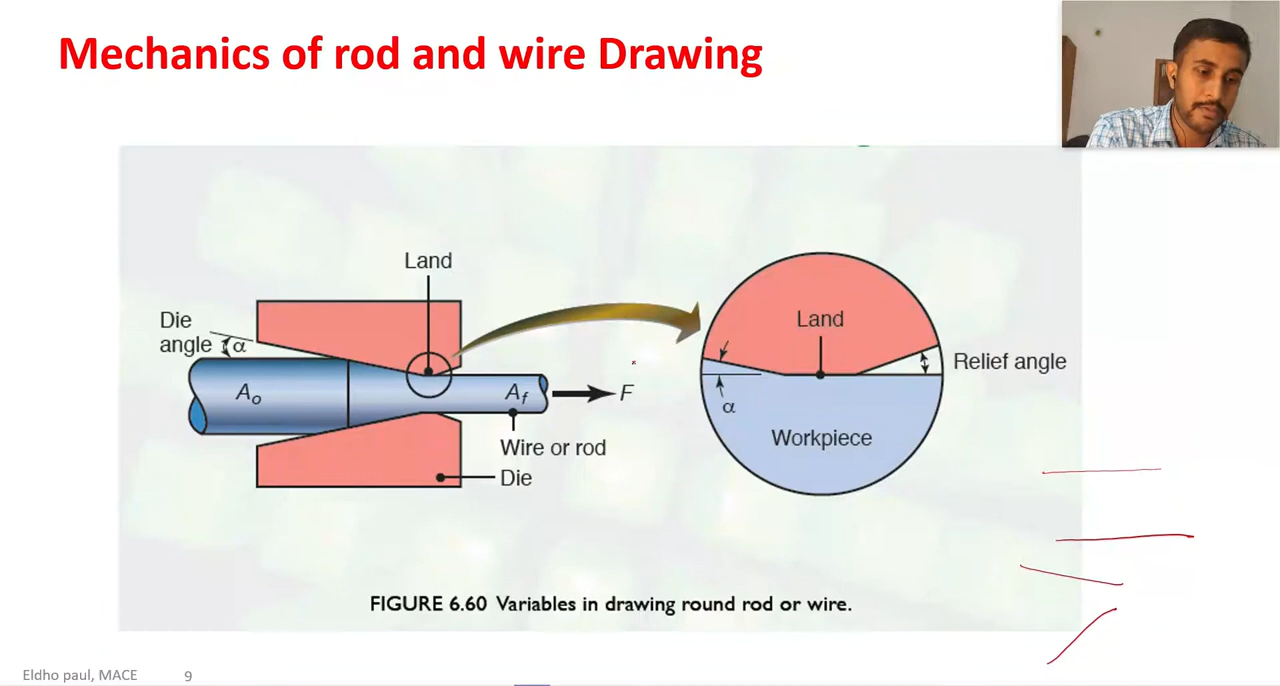 Mechanics of rod and wire Drawing
Land
Die
angle α
A_o
A_f
F
Wire or rod
Die
Land
Relief angle
α
Workpiece
FIGURE 6.60 Variables in drawing round rod or wire.
Eldho paul, MACE 9